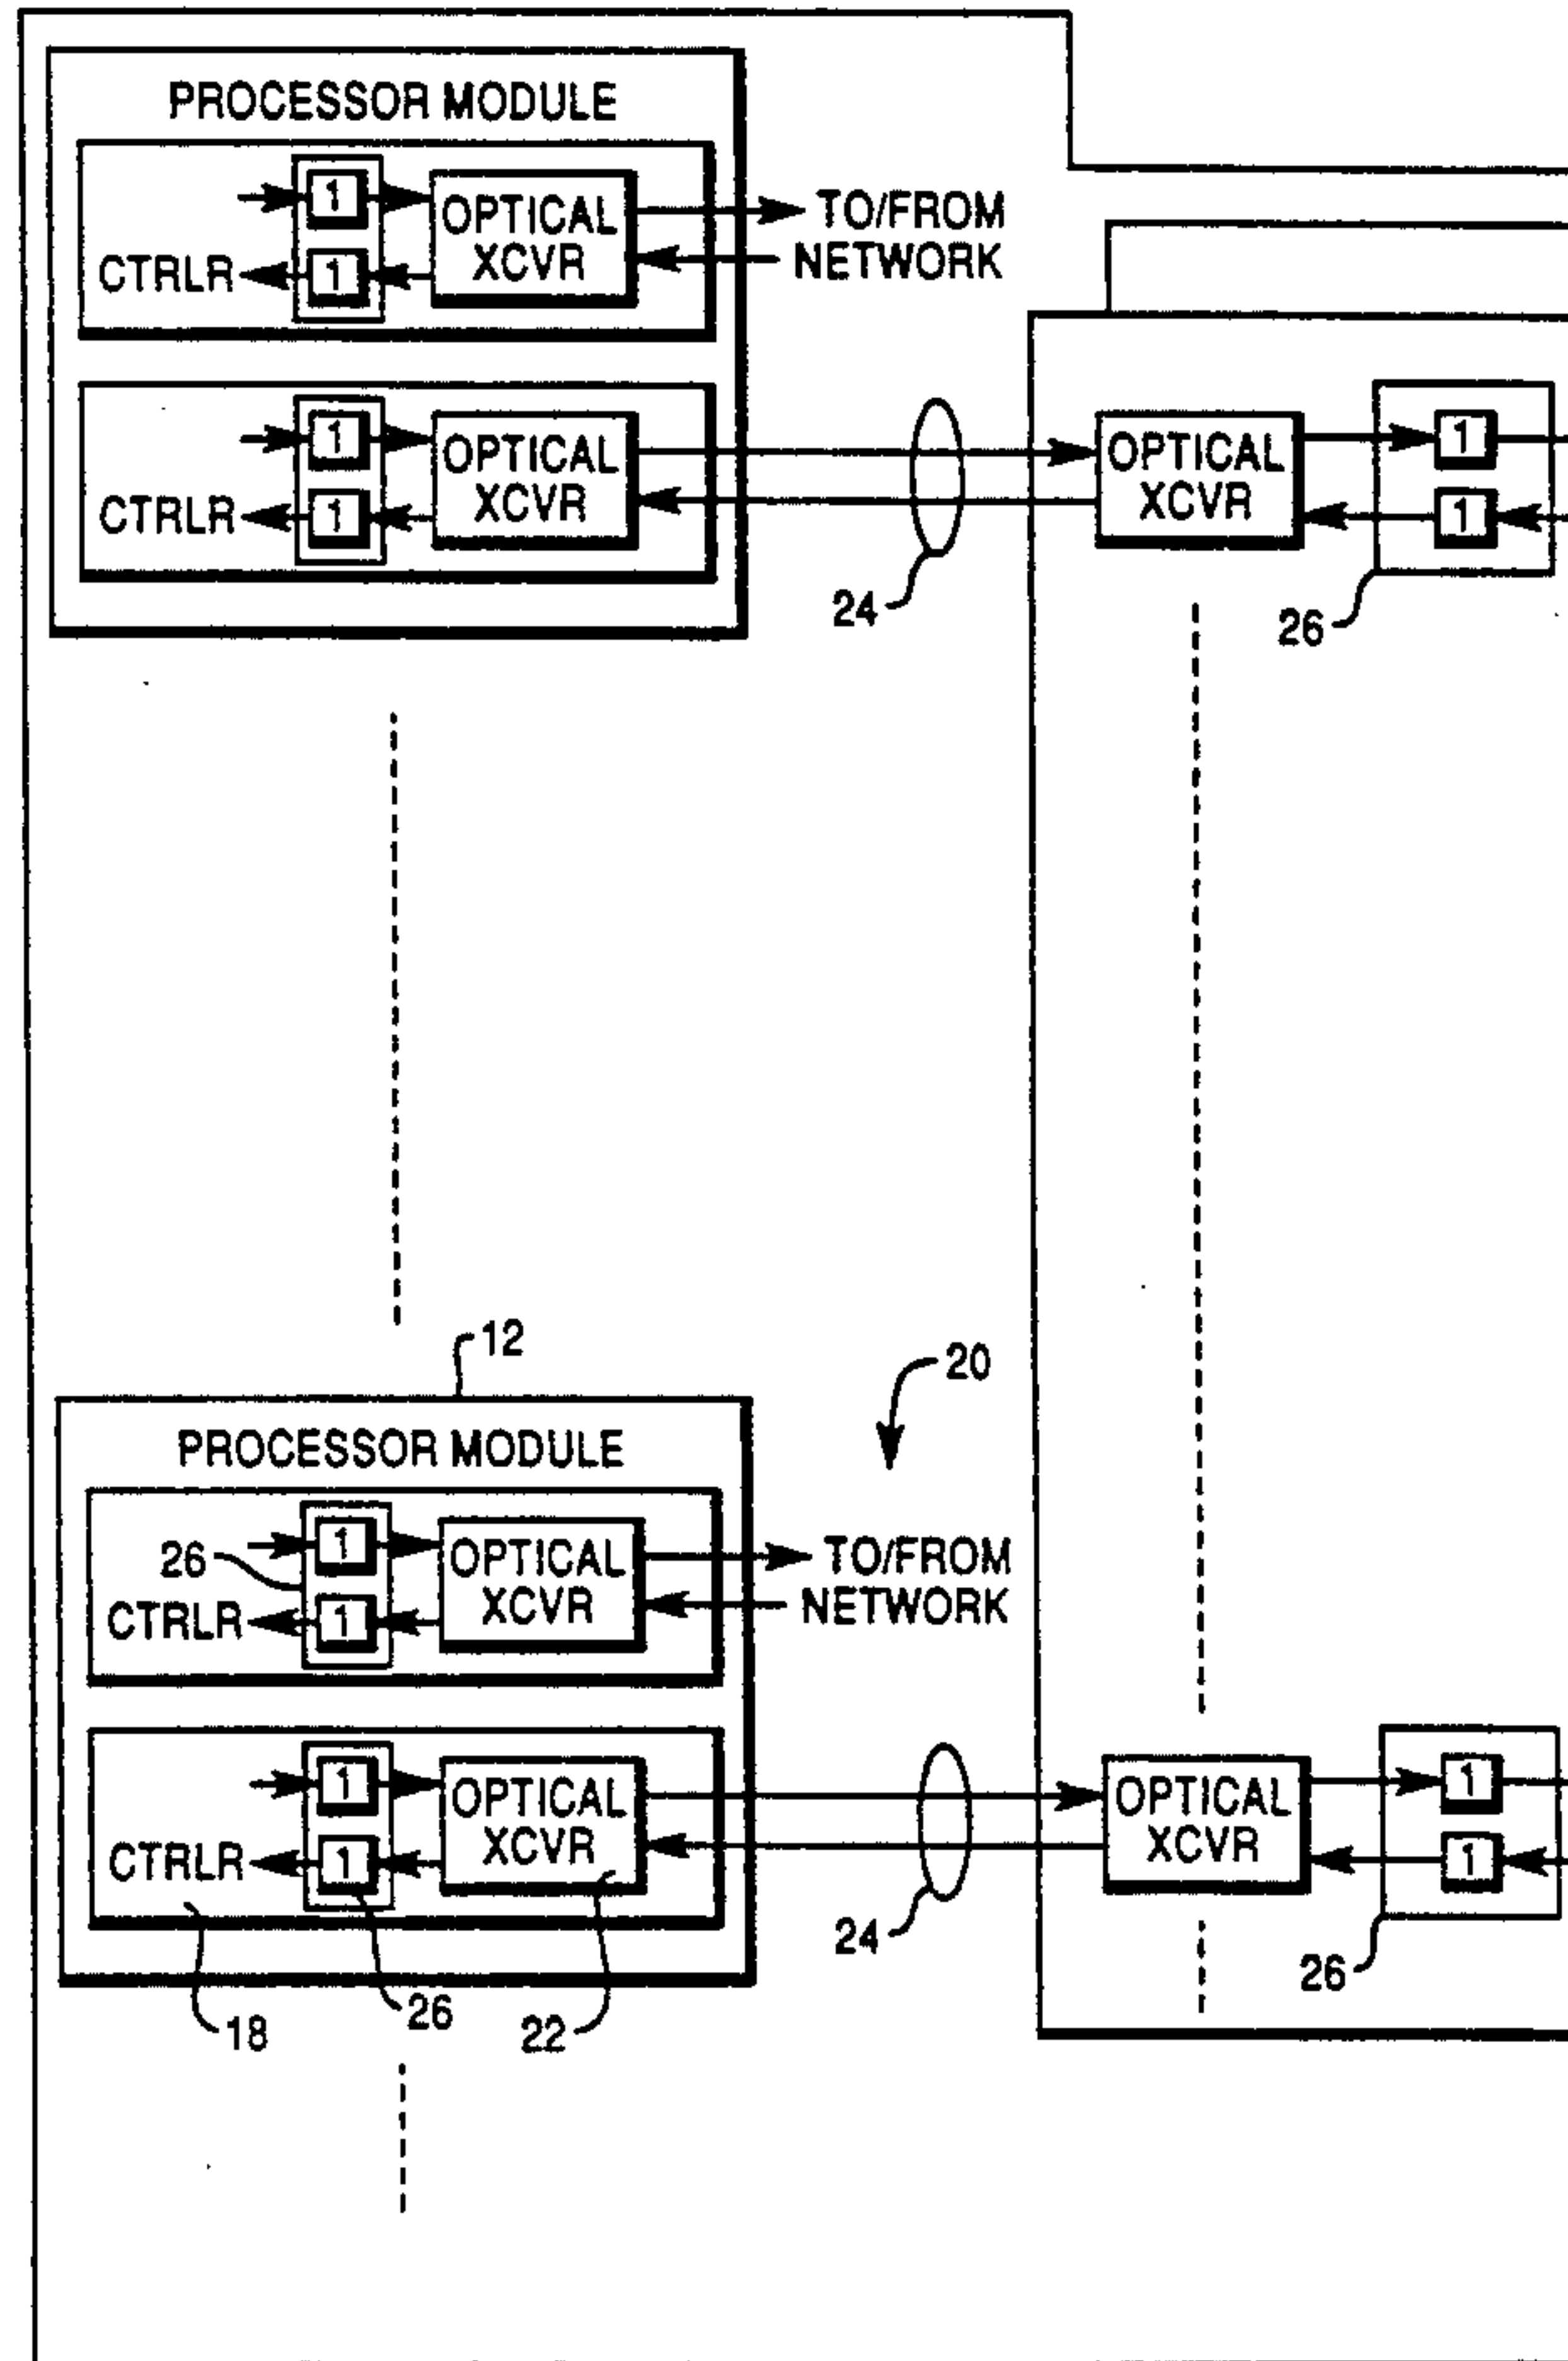 PROCESSOR MODULE
1
OPTICAL
XCVR
CTRLR
1
TO/FROM
NETWORK
1
OPTICAL
XCVR
CTRLR
1
24
OPTICAL
XCVR
1
1
26
12
20
PROCESSOR MODULE
26
1
OPTICAL
XCVR
CTRLR
1
TO/FROM
NETWORK
1
OPTICAL
XCVR
CTRLR
1
24
OPTICAL
XCVR
1
1
26
18
26
22